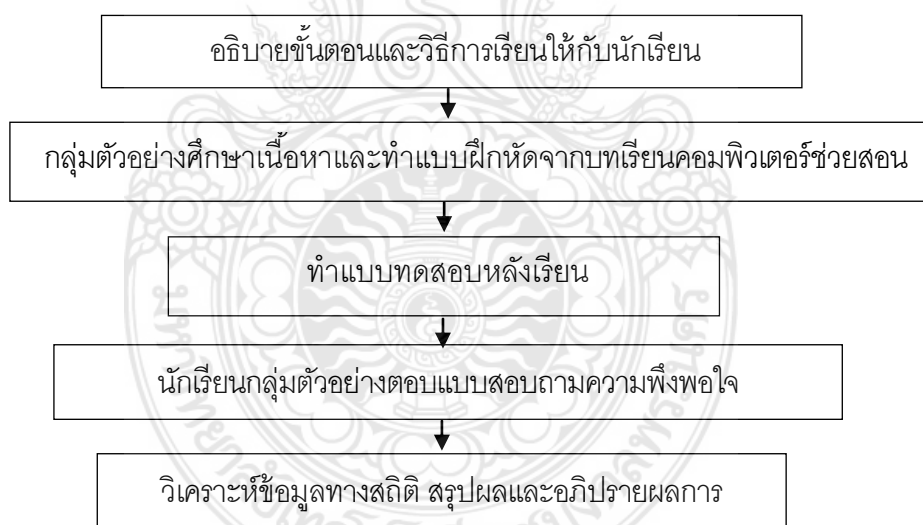 อธิบายขั้นตอนและวิธีการเรียนให้กับนักเรียน
กลุ่มตัวอย่างศึกษาเนื้อหาและทำแบบฝึกหัดจากบทเรียนคอมพิวเตอร์ช่วยสอน
ทำแบบทดสอบหลังเรียน
นักเรียนกลุ่มตัวอย่างตอบแบบสอบถามความพึงพอใจ
วิเคราะห์ข้อมูลทางสถิติ สรุปผลและอภิปรายผลการ